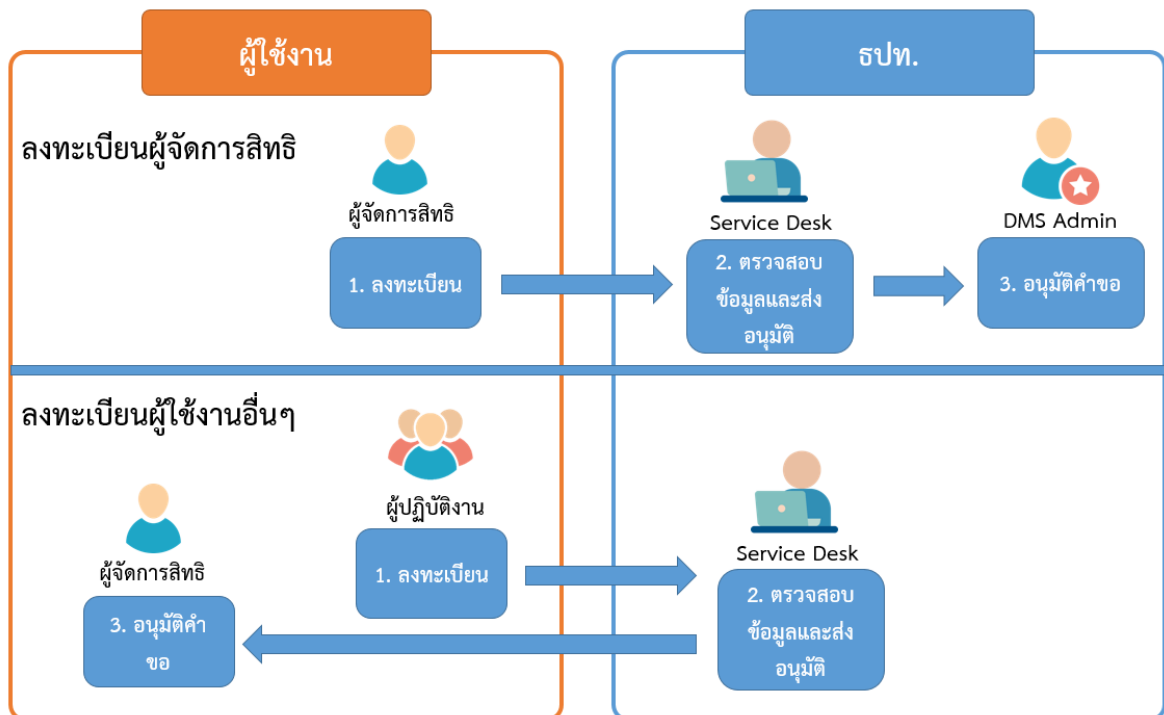 ผู้ใช้งาน
ธปท.
ลงทะเบียนผู้จัดการสิทธิ
ผู้จัดการสิทธิ
Service Desk
DMS Admin
1. ลงทะเบียน
2. ตรวจสอบ
ข้อมูลและส่ง
อนุมัติ
3. อนุมัติคำขอ
ลงทะเบียนผู้ใช้งานอื่นๆ
ผู้ปฏิบัติงาน
Service Desk
ผู้จัดการสิทธิ
1. ลงทะเบียน
2. ตรวจสอบ
ข้อมูลและส่ง
อนุมัติ
3. อนุมัติคำ
ขอ